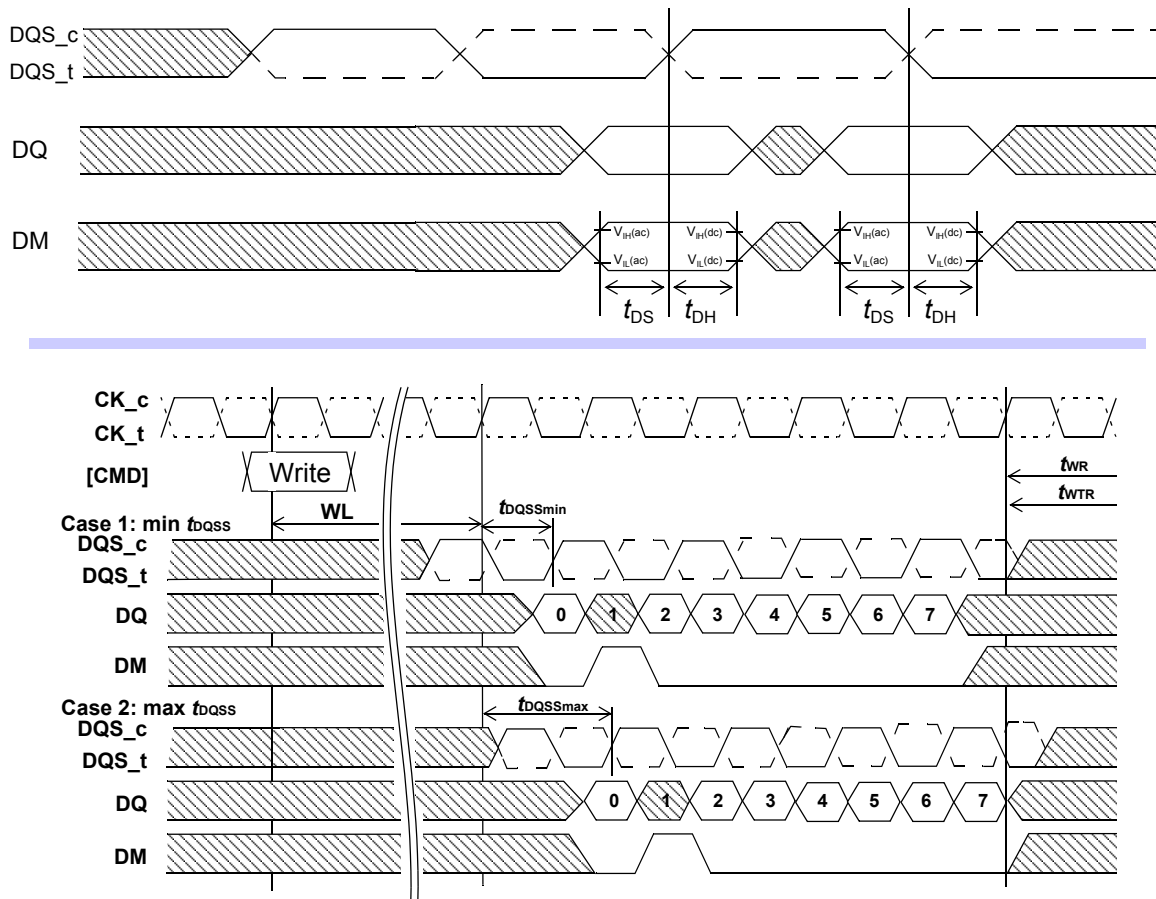 DQS_c
DQS_t
DQ
DM
VIH(ac) VIH(dc) VIH(ac) VIH(dc)
VIL(ac) VIL(dc) VIL(ac) VIL(dc)
tDS tDH tDS tDH
CK_c
CK_t
[CMD] Write
tWR
tWTR
WL
tDQSSmin
Case 1: min tDQSS
DQS_c
DQS_t
DQ 0 1 2 3 4 5 6 7
DM
Case 2: max tDQSS
tDQSSmax
DQS_c
DQS_t
DQ 0 1 2 3 4 5 6 7
DM